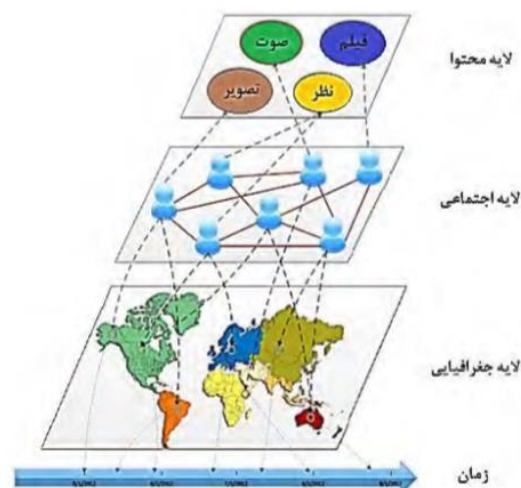 لایه محتوا
فیلم
صوت
نظر
تصویر
لایه اجتماعی
لایه جغرافیایی
زمان